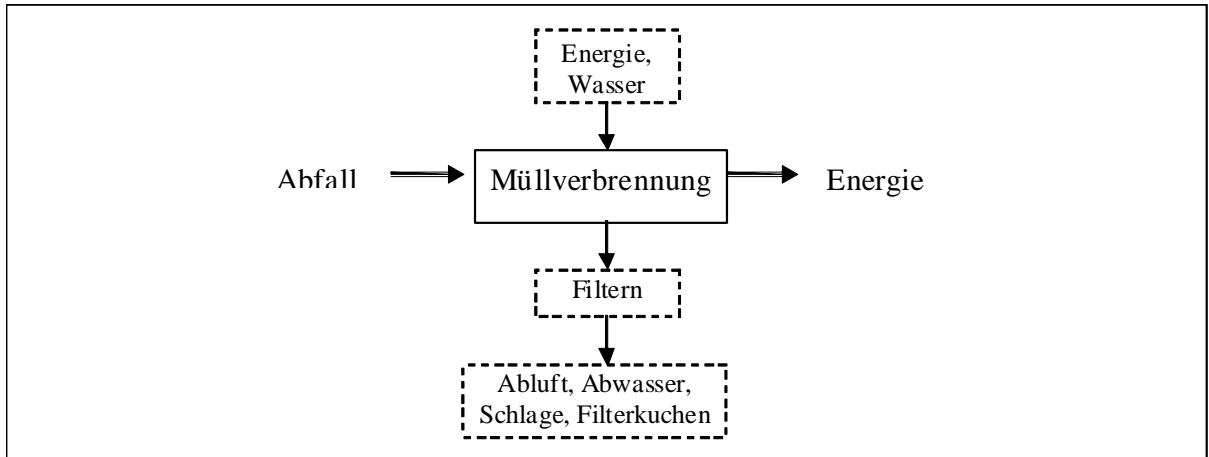 Energie,
Wasser
Abfall
Müllverbrennung
Energie
Filtern
Abluft, Abwasser,
Schlage, Filterkuchen